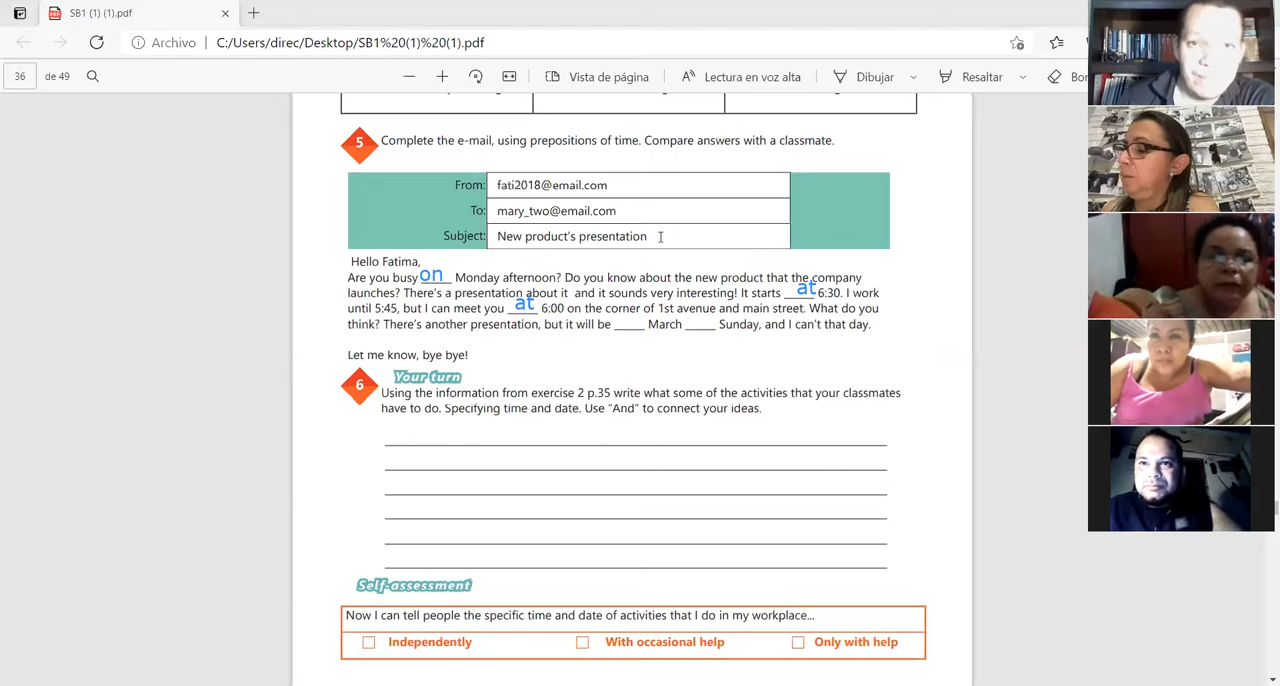 SB1 (1) (1).pdf
Archivo C:/Users/direc/Desktop/SB1%20(1)%20(1).pdf
36 de 49 Vista de página Lectura en voz alta Dibujar Resaltar
5 Complete the e-mail, using prepositions of time. Compare answers with a classmate.
From: fati2018@email.com
To: mary_two@email.com
Subject: New product's presentation
Hello Fatima,
Are you busy on Monday afternoon? Do you know about the new product that the company
launches? There's a presentation about it and it sounds very interesting! It starts at 6:30. I work
until 5:45, but I can meet you at 6:00 on the corner of 1st avenue and main street. What do you
think? There's another presentation, but it will be _____ March _____ Sunday, and I can't that day.
Let me know, bye bye!
Your turn
6 Using the information from exercise 2 p.35 write what some of the activities that your classmates
have to do. Specifying time and date. Use "And" to connect your ideas.
Self-assessment
Now I can tell people the specific time and date of activities that I do in my workplace...
Independently With occasional help Only with help